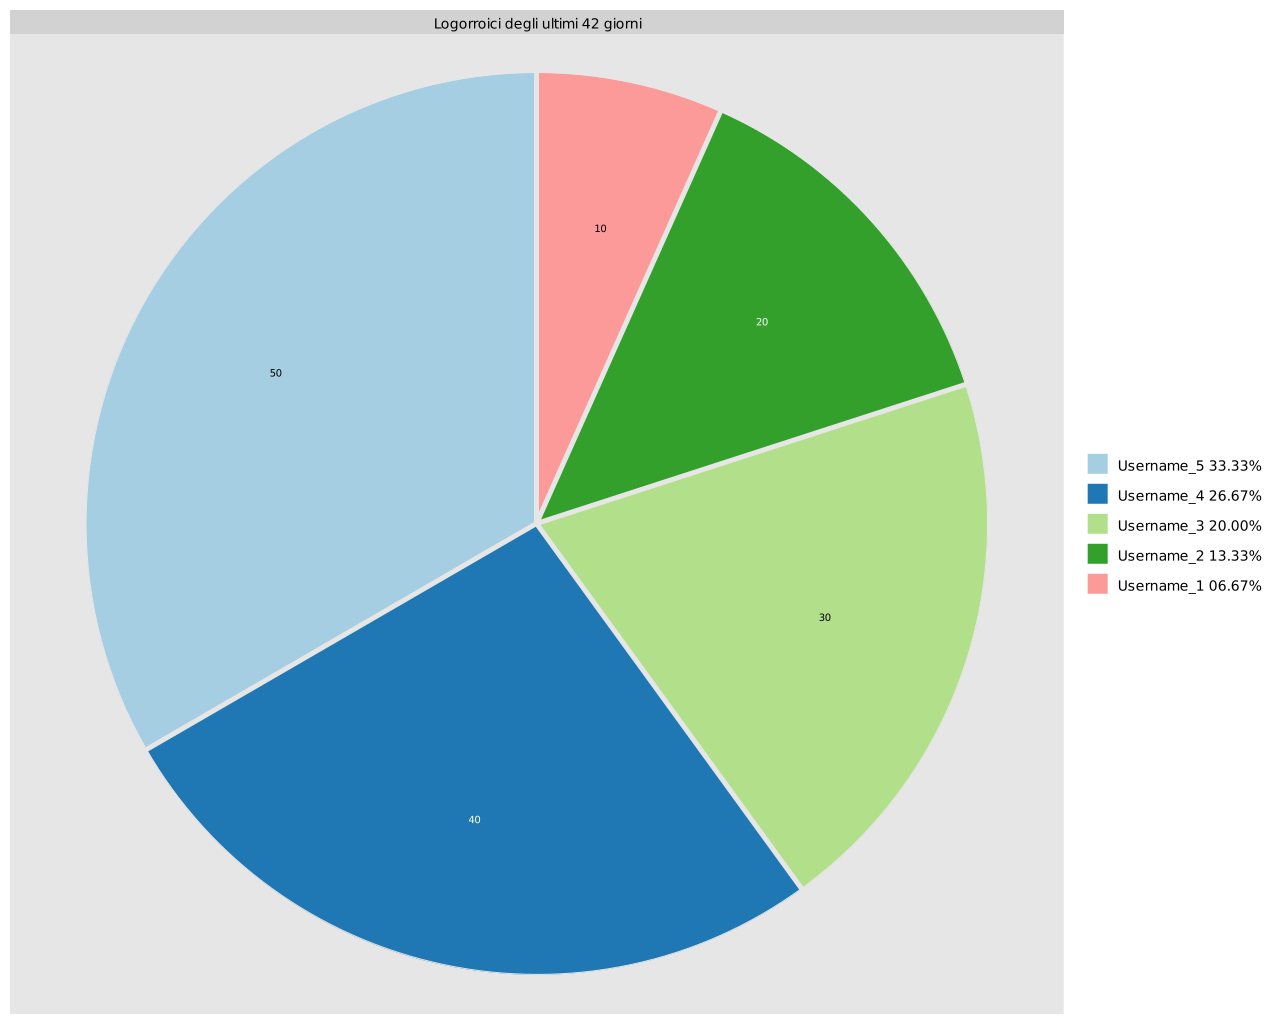 Logorroici degli ultimi 42 giorni
10
20
50
30
40
Username_5 33.33%
Username_4 26.67%
Username_3 20.00%
Username_2 13.33%
Username_1 06.67%